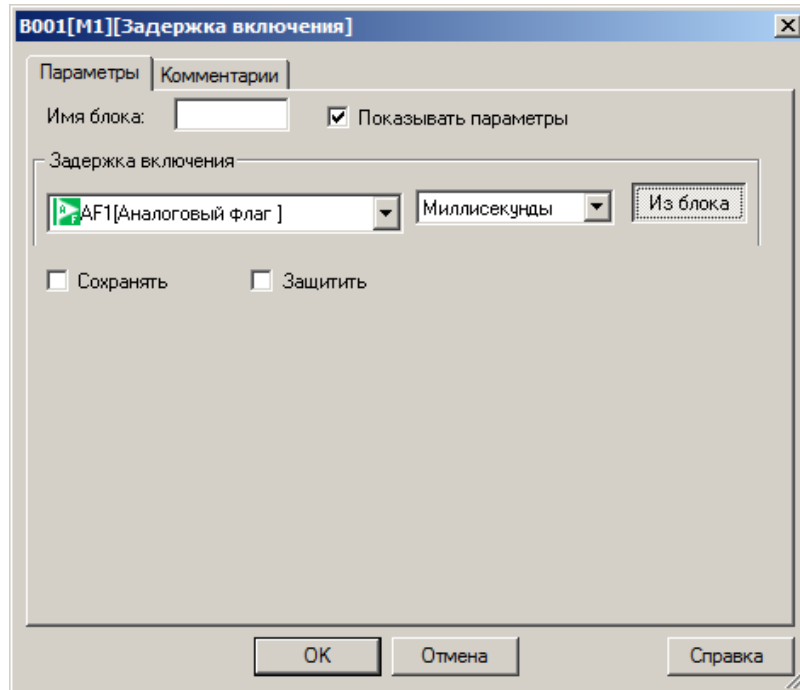 B001[M1][Задержка включения]
Параметры Комментарии
Имя блока: Показывать параметры
Задержка включения
AF1[Аналоговый флаг ] Миллисекунды Из блока
Сохранять Защитить
OK Отмена Справка